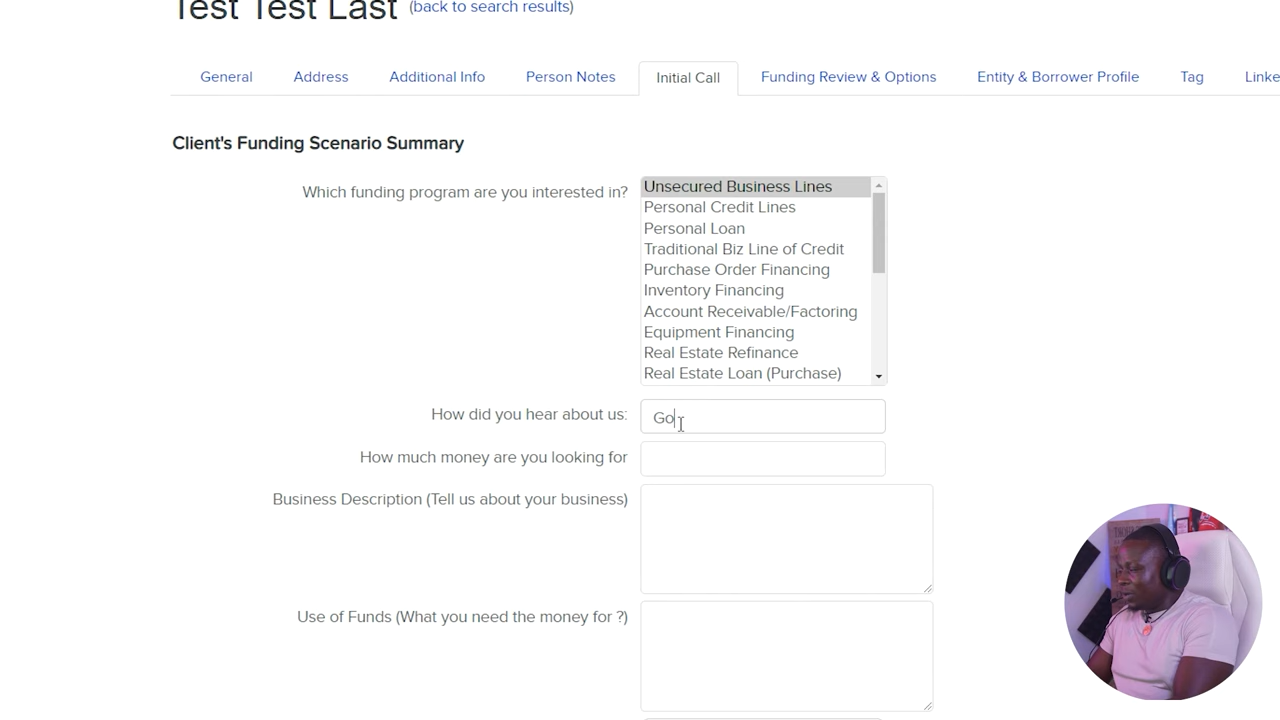 Test Test Last (back to search results)
General Address Additional Info Person Notes Initial Call Funding Review & Options Entity & Borrower Profile Tag Linke
Client's Funding Scenario Summary
Which funding program are you interested in?
Unsecured Business Lines
Personal Credit Lines
Personal Loan
Traditional Biz Line of Credit
Purchase Order Financing
Inventory Financing
Account Receivable/Factoring
Equipment Financing
Real Estate Refinance
Real Estate Loan (Purchase)
How did you hear about us: Go
How much money are you looking for
Business Description (Tell us about your business)
Use of Funds (What you need the money for ?)